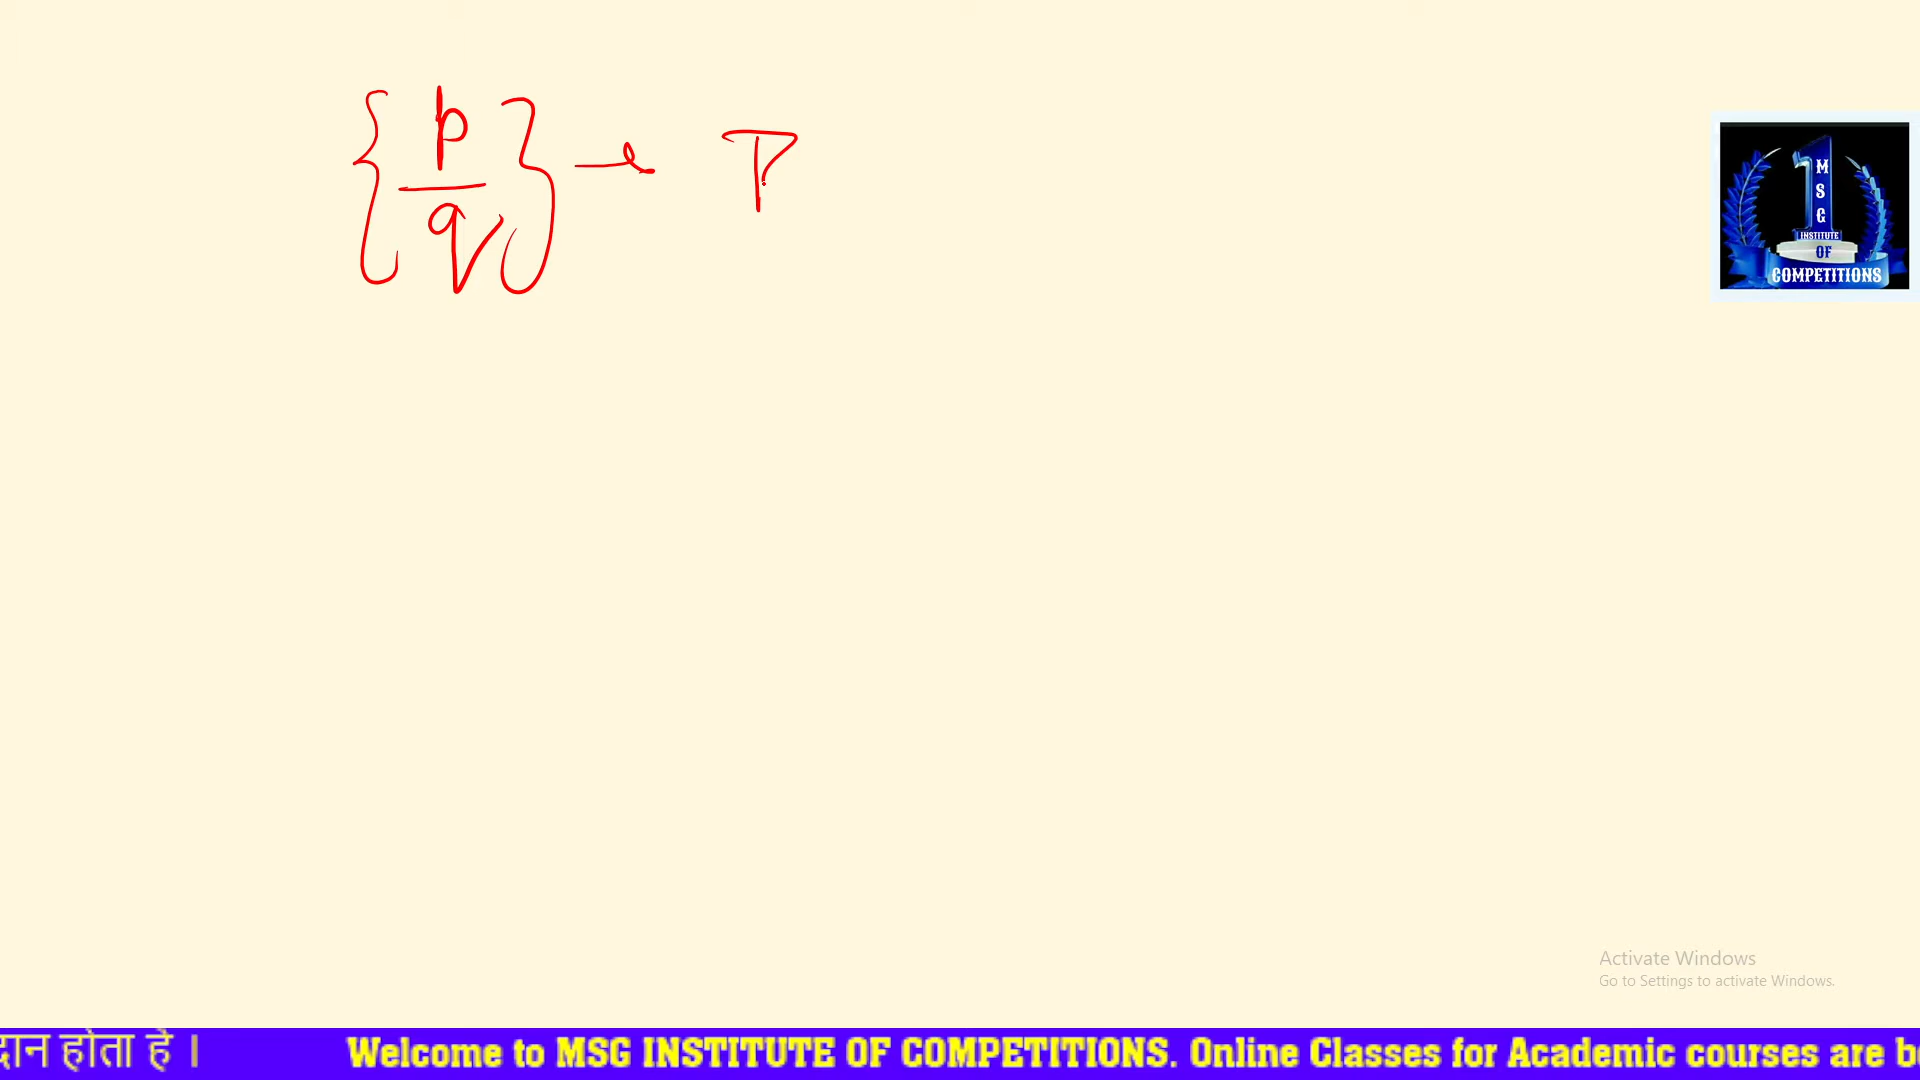 {p/q} → P
M
S
G
INSTITUTE
OF
COMPETITIONS
Activate Windows
Go to Settings to activate Windows.
होता है । Welcome to MSG INSTITUTE OF COMPETITIONS. Online Classes for Academic courses are